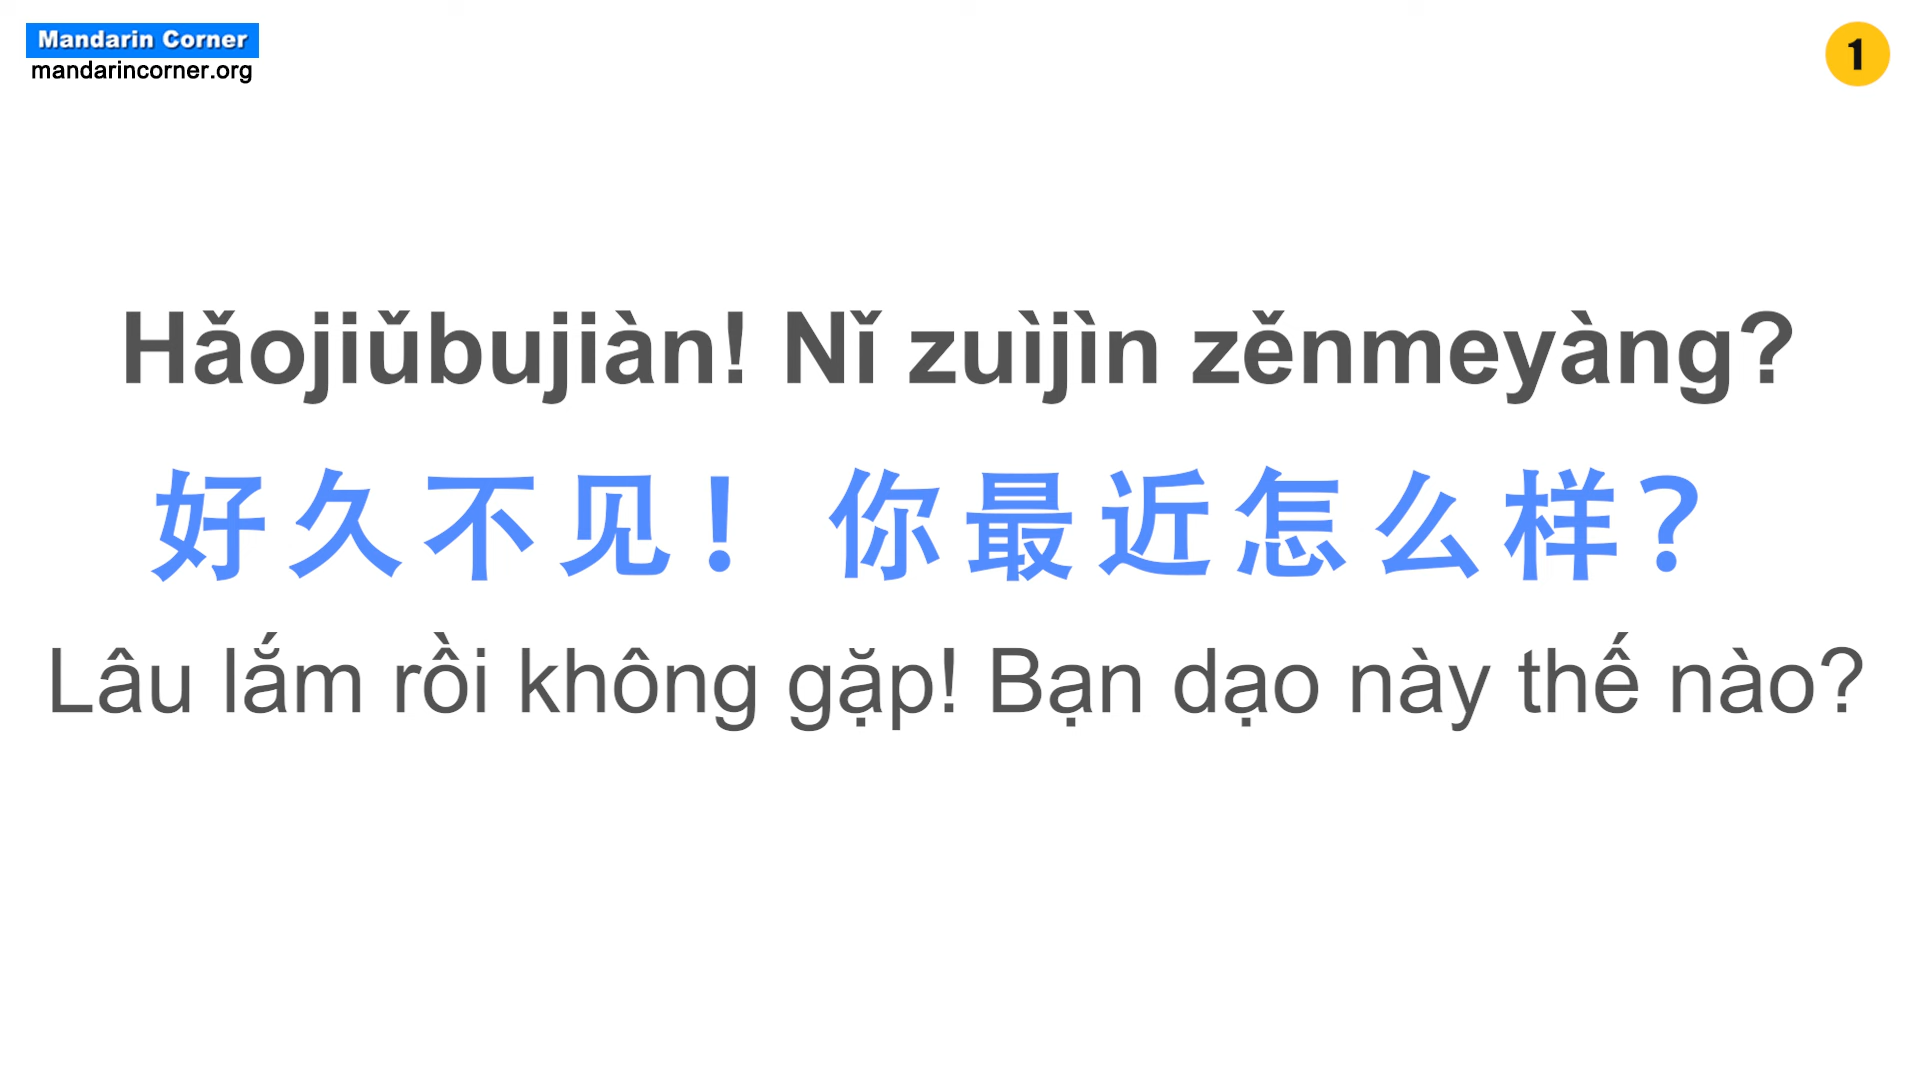 Mandarin Corner
mandarincorner.org
1
Hǎojiǔbujiàn! Nǐ zuìjìn zěnmeyàng?
好久不见！你最近怎么样？
Lâu lắm rồi không gặp! Bạn dạo này thế nào?